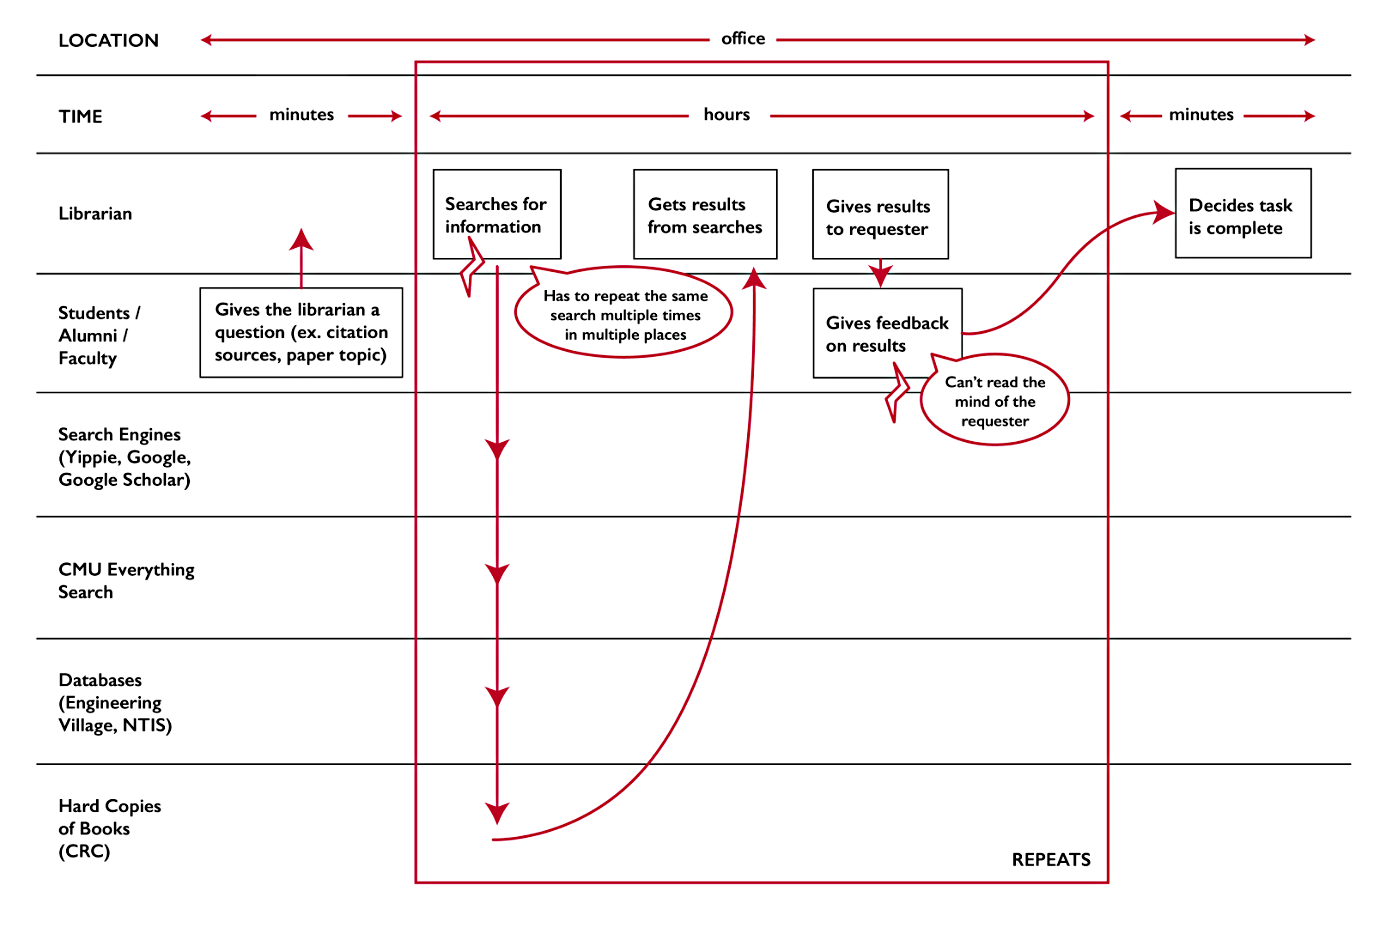 LOCATION
office
TIME
minutes
hours
minutes
Librarian
Searches for
information
Gets results
from searches
Gives results
to requester
Decides task
is complete
Students /
Alumni /
Faculty
Gives the librarian a
question (ex. citation
sources, paper topic)
Has to repeat the same
search multiple times
in multiple places
Gives feedback
on results
Can't read the
mind of the
requester
Search Engines
(Yippie, Google,
Google Scholar)
CMU Everything
Search
Databases
(Engineering
Village, NTIS)
Hard Copies
of Books
(CRC)
REPEATS